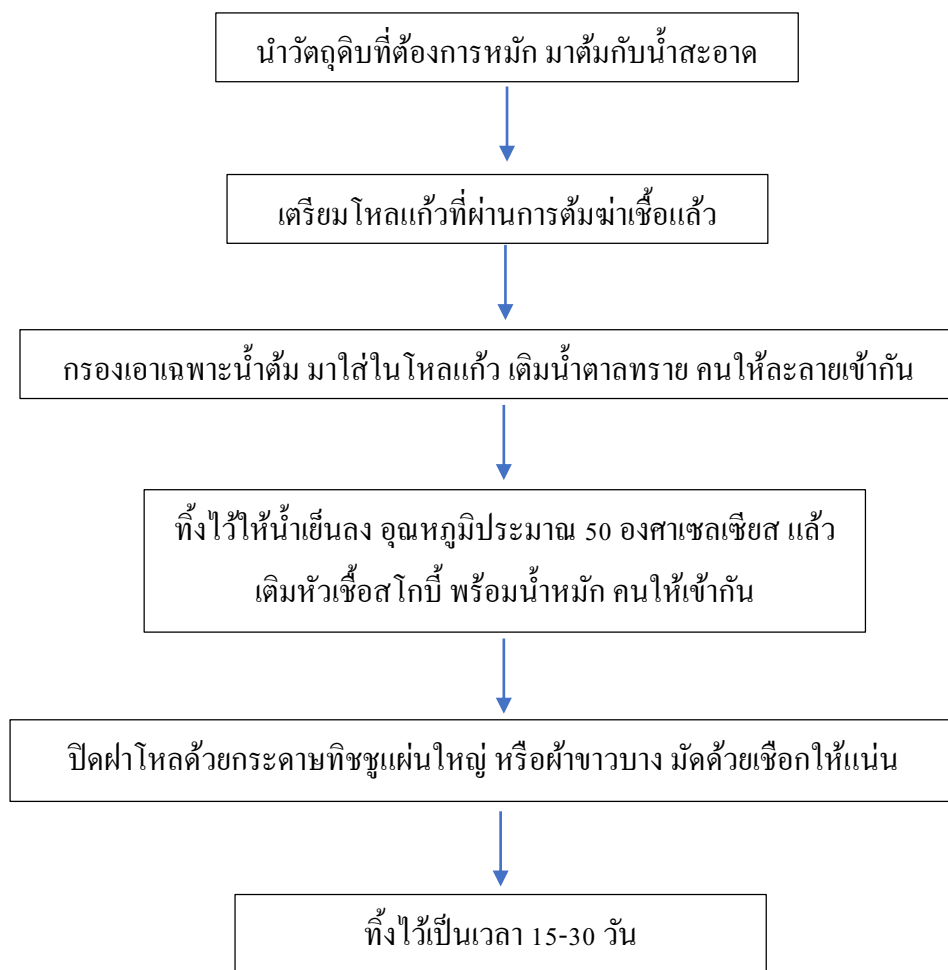 นำวัตถุดิบที่ต้องการหมัก มาต้มกับน้ำสะอาด
เตรียมโหลแก้วที่ผ่านการต้มฆ่าเชื้อแล้ว
กรองเอาเฉพาะน้ำต้ม มาใส่ในโหลแก้ว เติมน้ำตาลทราย คนให้ละลายเข้ากัน
ทิ้งไว้ให้น้ำเย็นลง อุณหภูมิประมาณ 50 องศาเซลเซียส แล้ว
เติมหัวเชื้อสโกบี้ พร้อมน้ำหมัก คนให้เข้ากัน
ปิดฝาโหลด้วยกระดาษทิชชูแผ่นใหญ่ หรือผ้าขาวบาง มัดด้วยเชือกให้แน่น
ทิ้งไว้เป็นเวลา 15-30 วัน